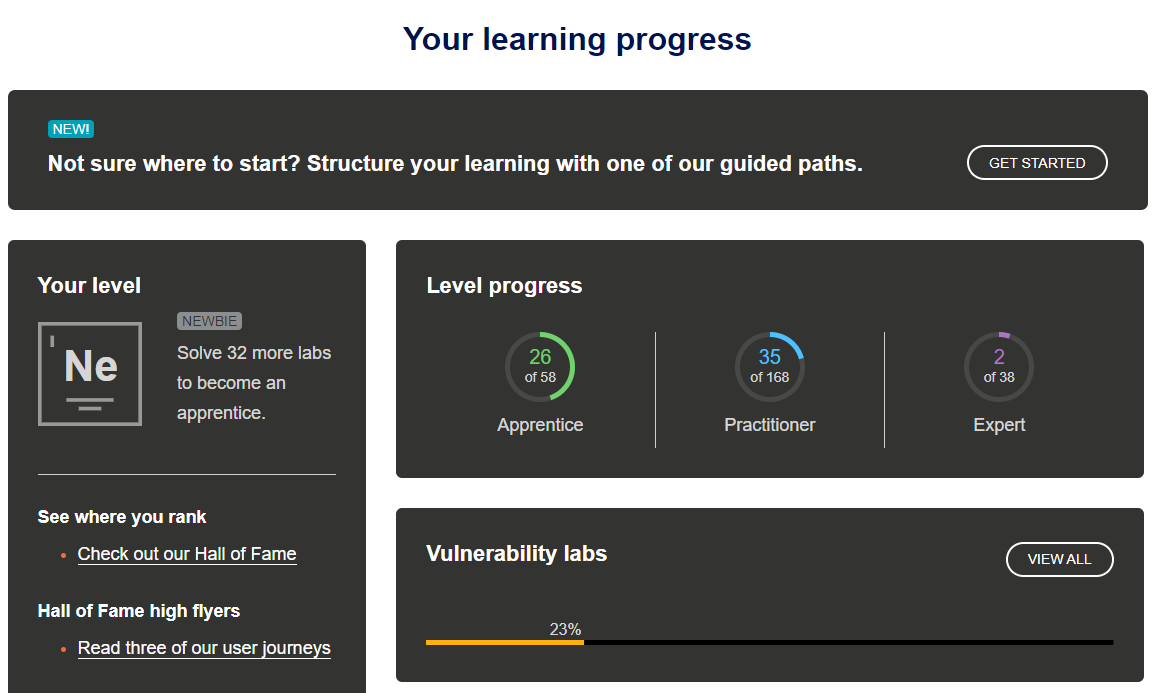 Your learning progress
NEW!
Not sure where to start? Structure your learning with one of our guided paths.
GET STARTED
Your level
Ne
NEWBIE
Solve 32 more labs
to become an
apprentice.
See where you rank
Check out our Hall of Fame
Hall of Fame high flyers
Read three of our user journeys
Level progress
26
of 58
Apprentice
35
of 168
Practitioner
2
of 38
Expert
Vulnerability labs
VIEW ALL
23%